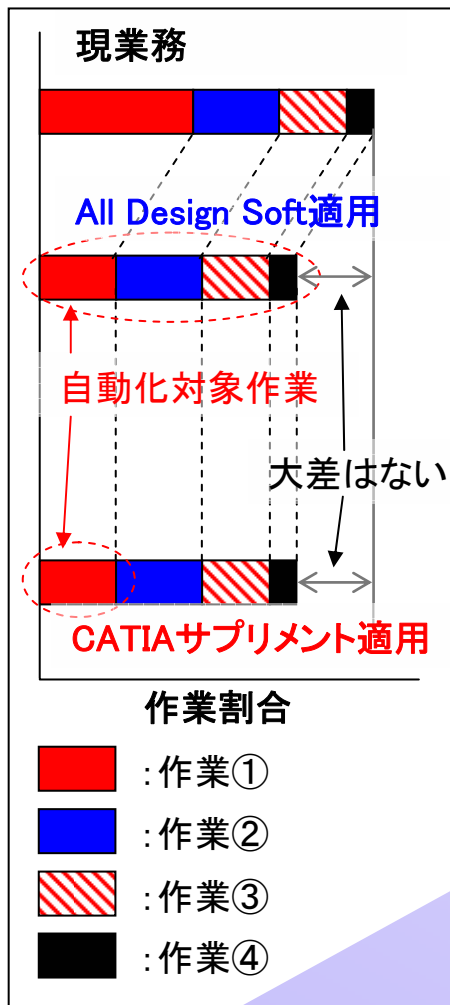 現業務
All Design Soft適用
自動化対象作業
大差はない
CATIAサプリメント適用
作業割合
:作業①
:作業②
:作業③
:作業④